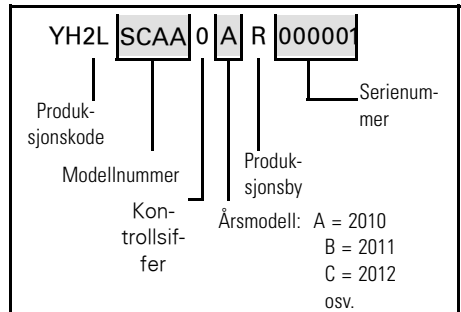 YH2L SCAA 0 A R 000001
Produk-
sjonskode
Modellnummer
Kon-
trollsif-
fer
Årsmodell: A = 2010
B = 2011
C = 2012
osv.
Produk-
sjonsby
Serienum-
mer